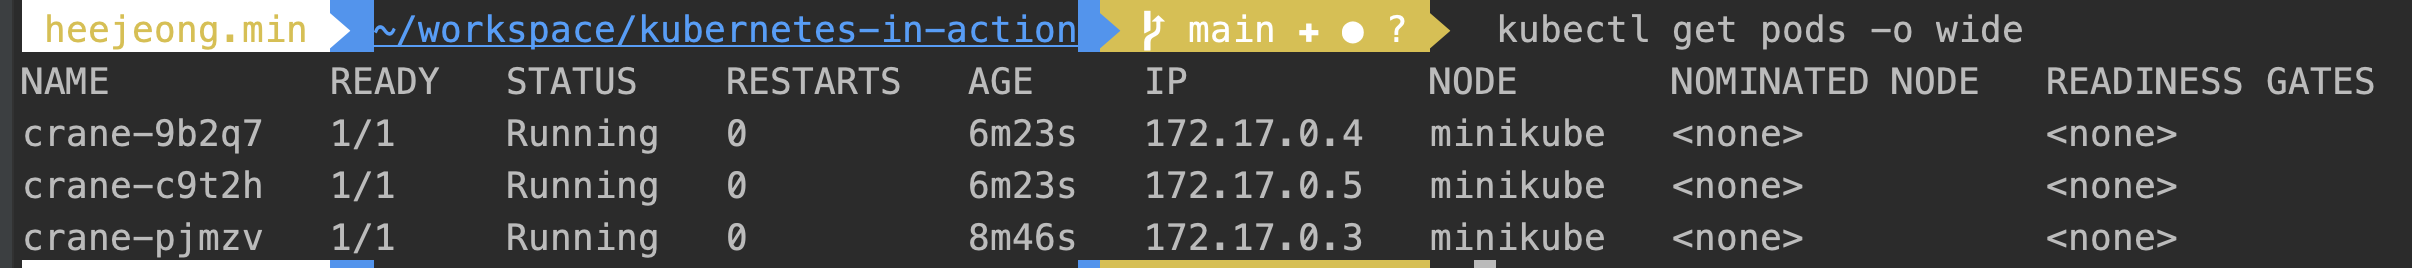 heejeong.min ~/workspace/kubernetes-in-action main + ● ? kubectl get pods -o wide
NAME READY STATUS RESTARTS AGE IP NODE NOMINATED NODE READINESS GATES
crane-9b2q7 1/1 Running 0 6m23s 172.17.0.4 minikube <none> <none>
crane-c9t2h 1/1 Running 0 6m23s 172.17.0.5 minikube <none> <none>
crane-pjmzv 1/1 Running 0 8m46s 172.17.0.3 minikube <none> <none>